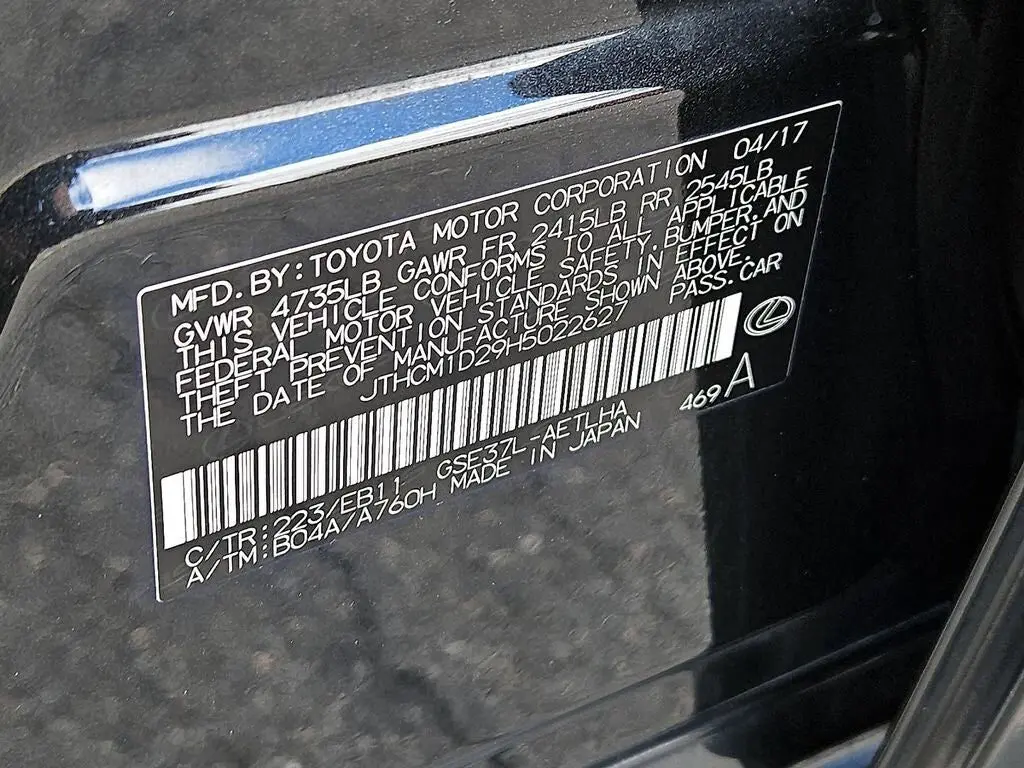 MFD. BY: TOYOTA MOTOR CORPORATION 04/17
GVWR 4735LB GAWR FR 2415LB RR 2545LB
THIS VEHICLE CONFORMS TO ALL APPLICABLE
FEDERAL MOTOR VEHICLE SAFETY, BUMPER, AND
THEFT PREVENTION STANDARDS IN EFFECT ON
THE DATE OF MANUFACTURE SHOWN ABOVE.
JTHCM1D29H5022627 PASS. CAR
469 A
C/TR: 223/EB11 GSE37L-AETLHA
A/TM: B04A/A760H MADE IN JAPAN